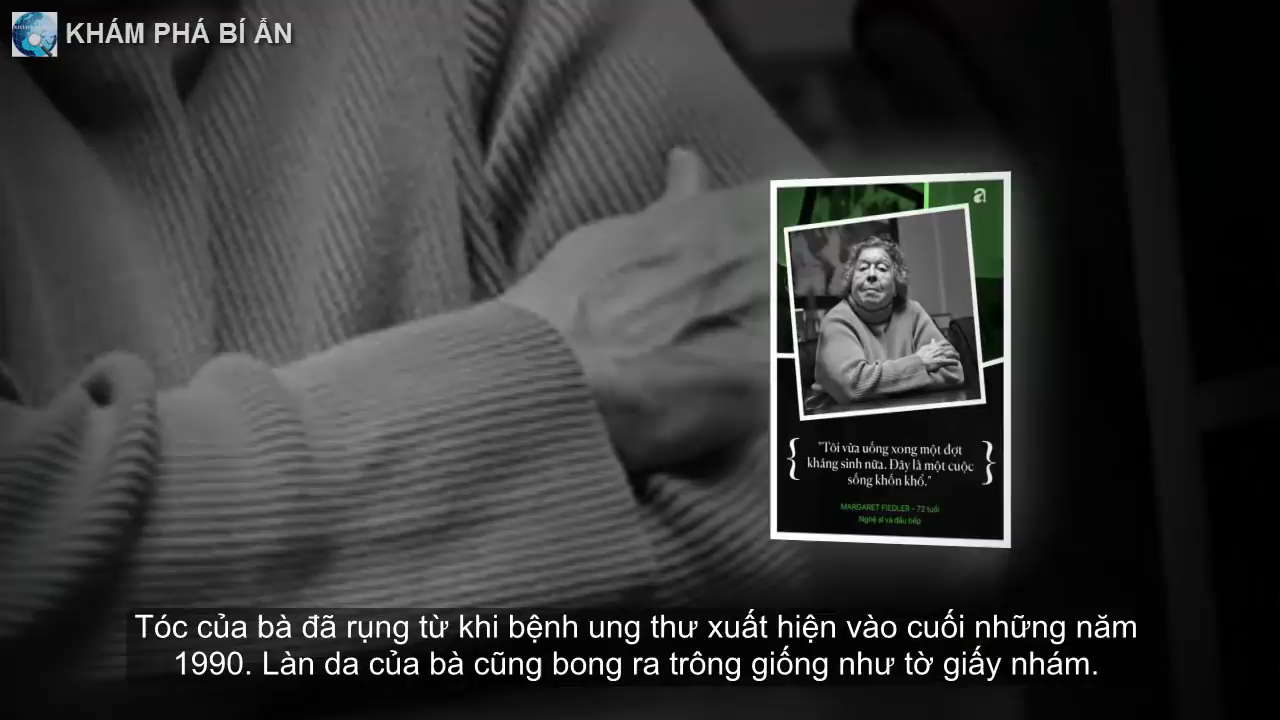 KHÁM PHÁ BÍ ẨN
a
"Tôi vừa uống xong một đợt
kháng sinh nữa. Đây là một cuộc
sống khốn khổ."
MARGARET FIEDLER - 72 tuổi
Nghệ sĩ và đầu bếp
Tóc của bà đã rụng từ khi bệnh ung thư xuất hiện vào cuối những năm
1990. Làn da của bà cũng bong ra trông giống như tờ giấy nhám.